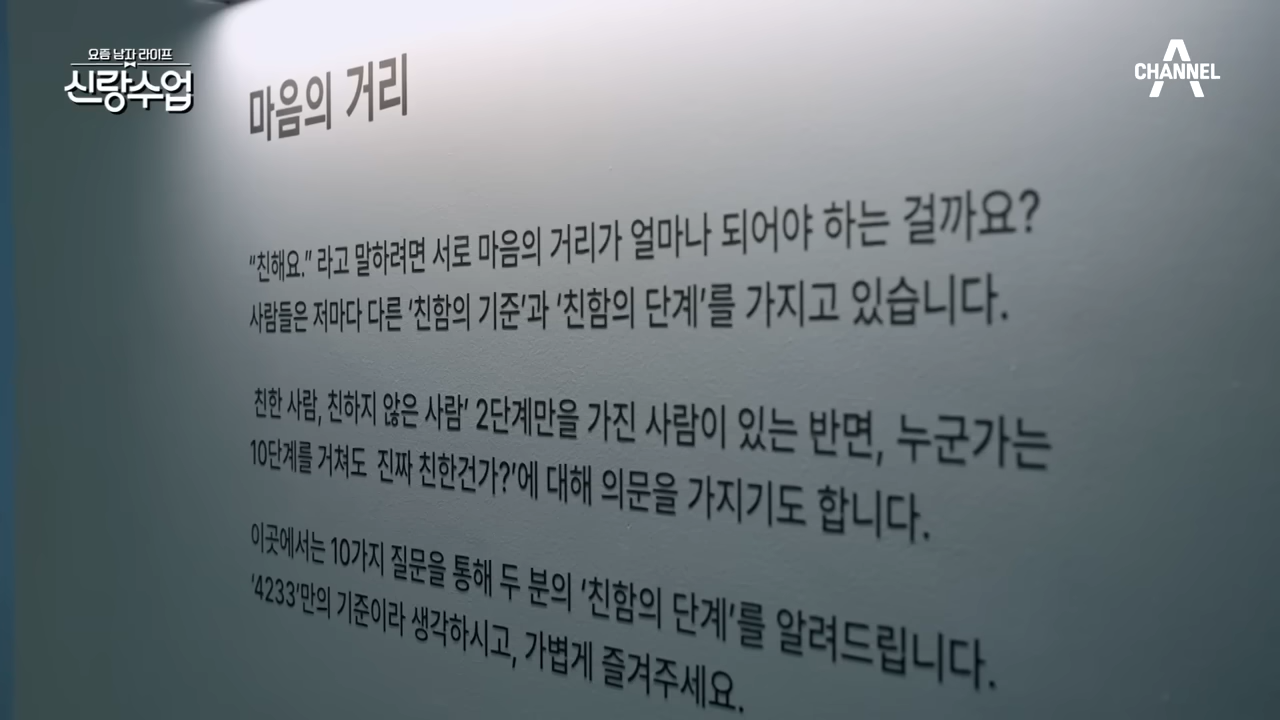 요즘 남자 라이프
신랑수업
CHANNEL A
마음의 거리
“친해요.” 라고 말하려면 서로 마음의 거리가 얼마나 되어야 하는 걸까요?
사람들은 저마다 다른 ‘친함의 기준’과 ‘친함의 단계’를 가지고 있습니다.
친한 사람, 친하지 않은 사람’ 2단계만을 가진 사람이 있는 반면, 누군가는
10단계를 거쳐도 진짜 친한건가?’에 대해 의문을 가지기도 합니다.
이곳에서는 10가지 질문을 통해 두 분의 ‘친함의 단계’를 알려드립니다.
‘4233’만의 기준이라 생각하시고, 가볍게 즐겨주세요.